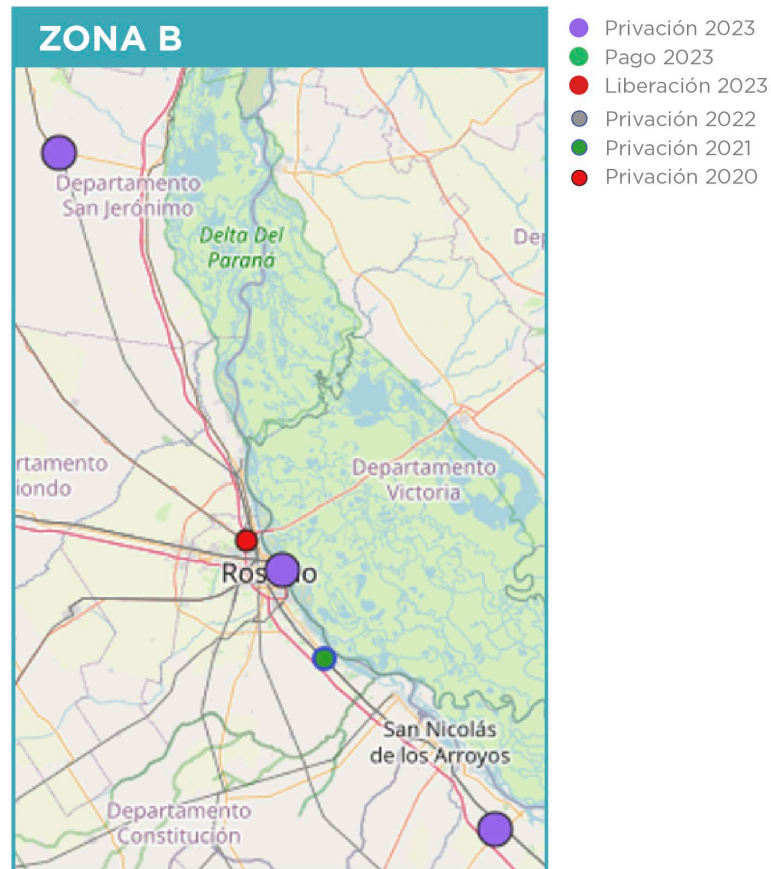 ZONA B
Privación 2023
Pago 2023
Liberación 2023
Privación 2022
Privación 2021
Privación 2020
Departamento
San Jerónimo
Delta Del
Paraná
De
rtamento
iondo
Departamento
Victoria
Ros
o
San Nicolás
de los Arroyos
Departamento
Constitución